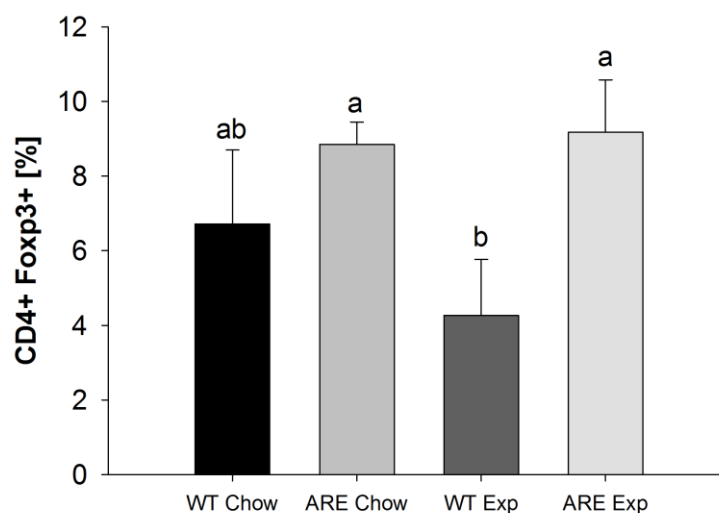 CD4+ Foxp3+ [%]
12
10
8
6
4
2
0
ab
a
b
a
WT Chow
ARE Chow
WT Exp
ARE Exp